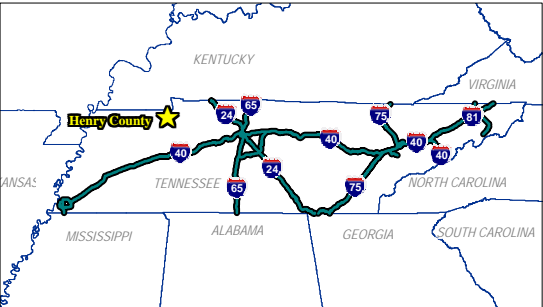 KENTUCKY
VIRGINIA
65
24
75
81
Henry County
40
40
40
40
ANSAS
TENNESSEE
24
65
75
NORTH CAROLINA
MISSISSIPPI
ALABAMA
GEORGIA
SOUTH CAROLINA